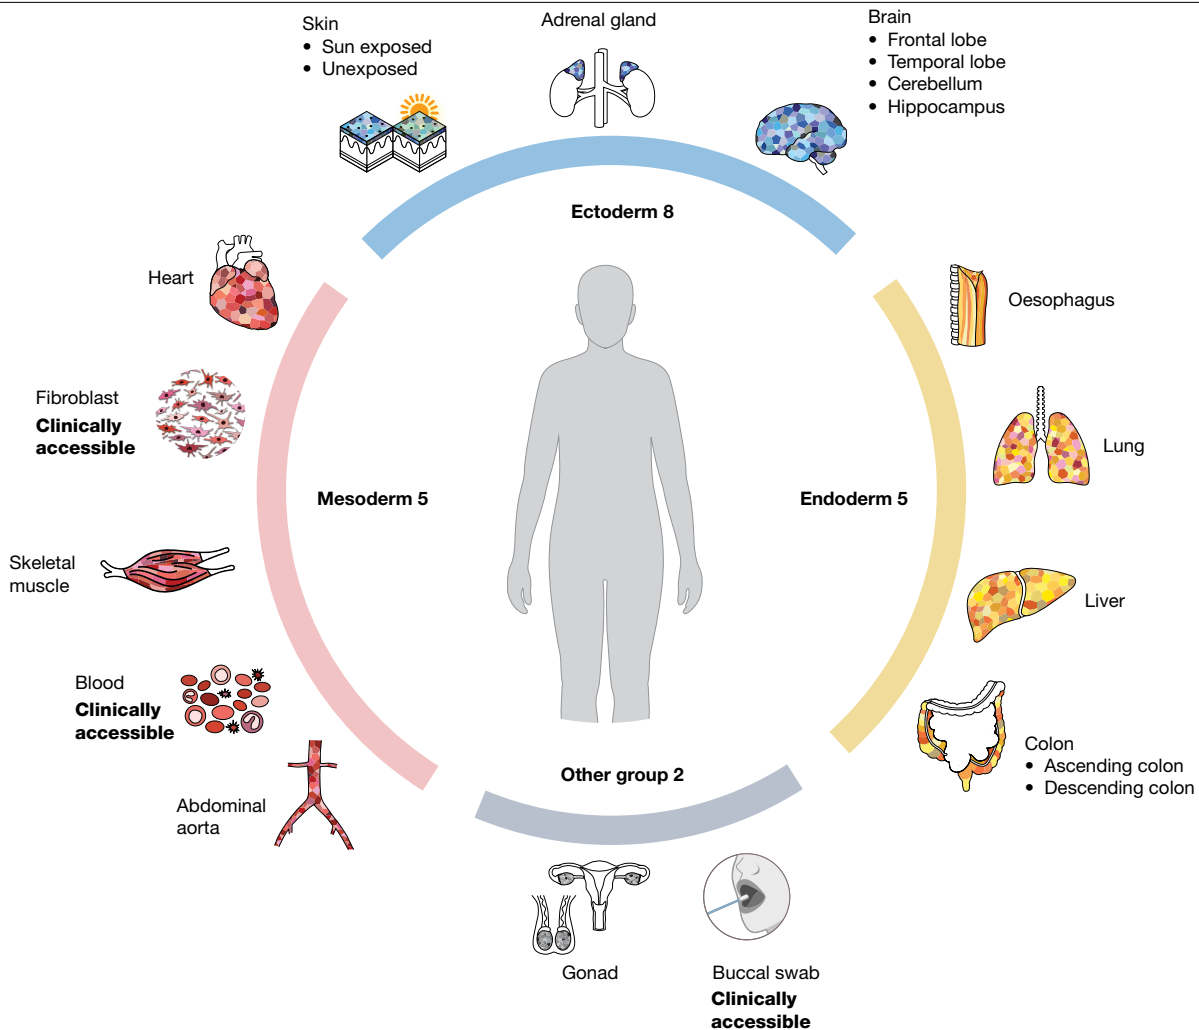 Skin
• Sun exposed
• Unexposed
Adrenal gland
Brain
• Frontal lobe
• Temporal lobe
• Cerebellum
• Hippocampus
Ectoderm 8
Heart
Oesophagus
Fibroblast
Clinically
accessible
Lung
Mesoderm 5
Endoderm 5
Skeletal
muscle
Liver
Blood
Clinically
accessible
Colon
• Ascending colon
• Descending colon
Other group 2
Abdominal
aorta
Gonad
Buccal swab
Clinically
accessible